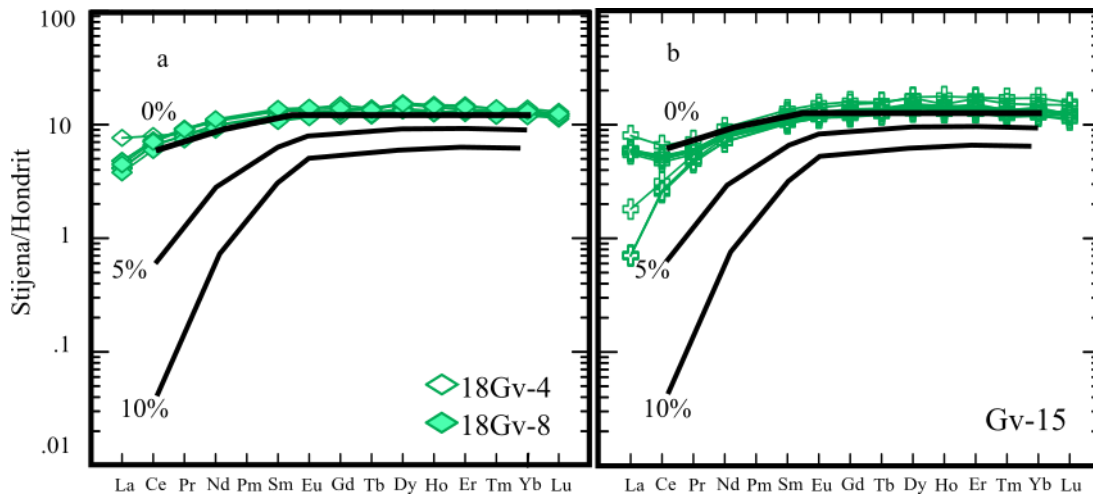 Stijena/Hondrit
100
10
1
.1
.01
a
0%
5%
10%
18Gv-4
18Gv-8
La Ce Pr Nd Pm Sm Eu Gd Tb Dy Ho Er Tm Yb Lu
b
0%
5%
10%
Gv-15
La Ce Pr Nd Pm Sm Eu Gd Tb Dy Ho Er Tm Yb Lu